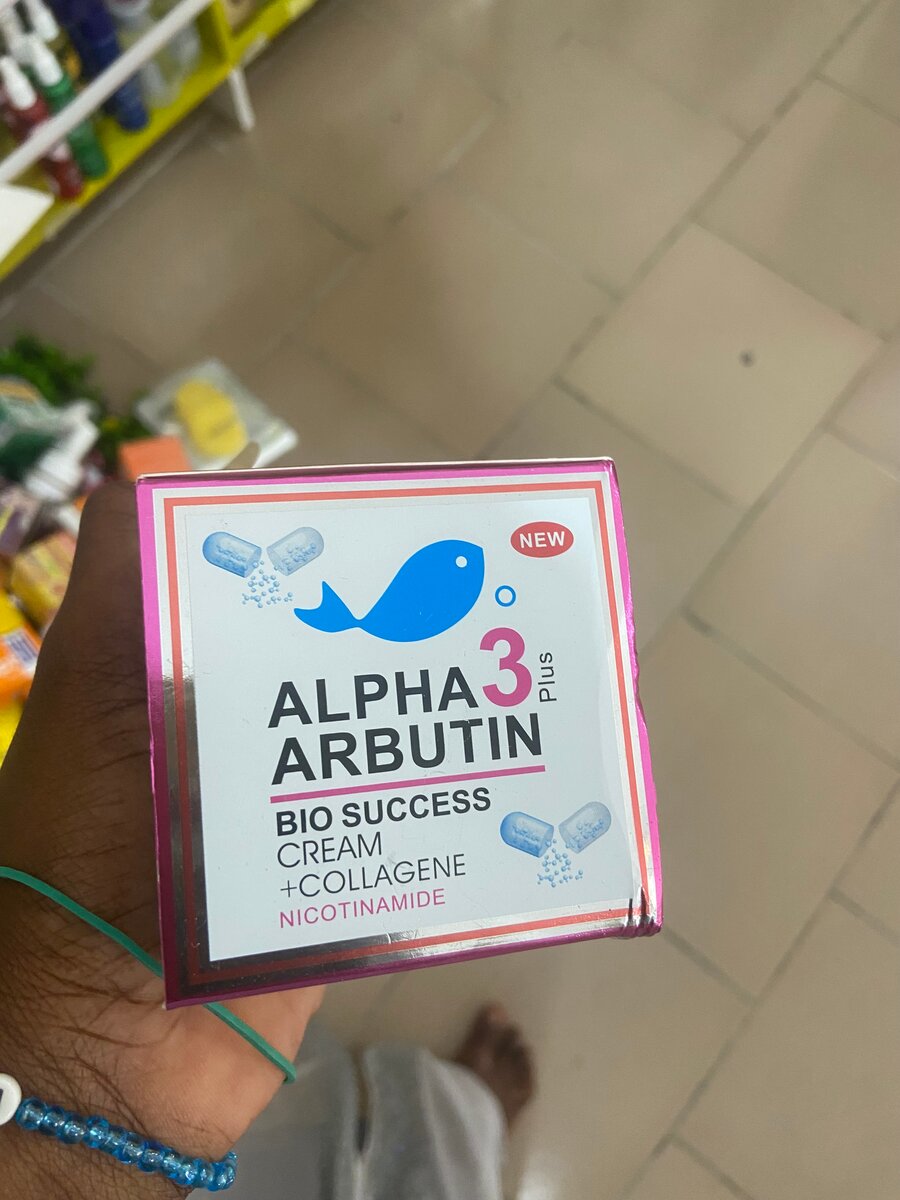 NEW
ALPHA 3 Plus
ARBUTIN
BIO SUCCESS
CREAM
+COLLAGENE
NICOTINAMIDE